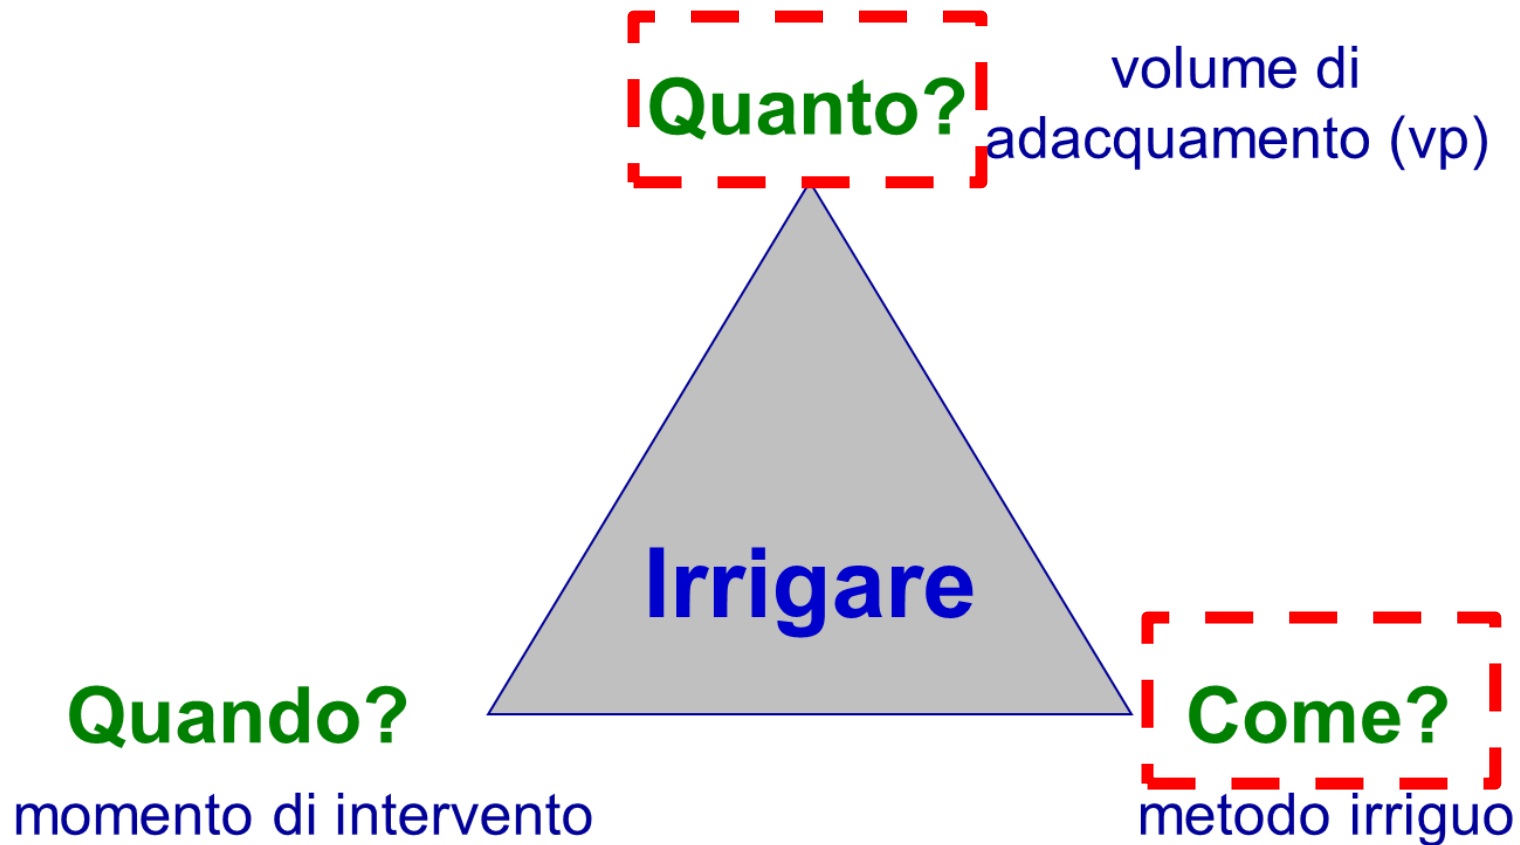 Quanto?
volume di
adacquamento (vp)
Irrigare
Quando?
momento di intervento
Come?
metodo irriguo